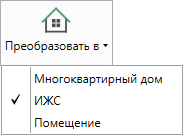 Преобразовать в
Многоквартирный дом
ИЖС
Помещение